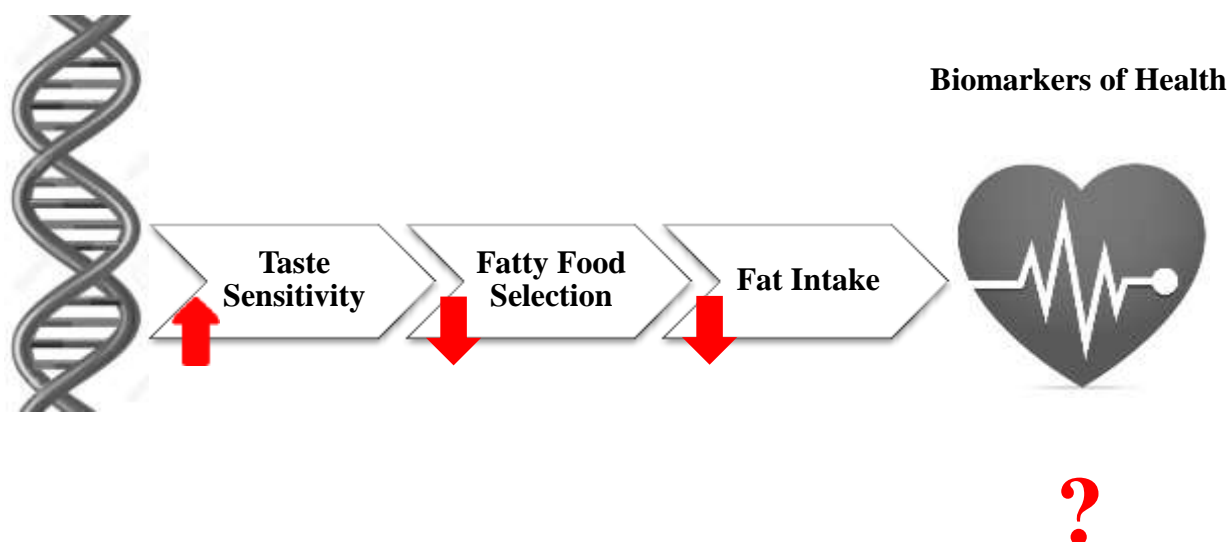 Biomarkers of Health
Taste
Sensitivity
Fatty Food
Selection
Fat Intake
?